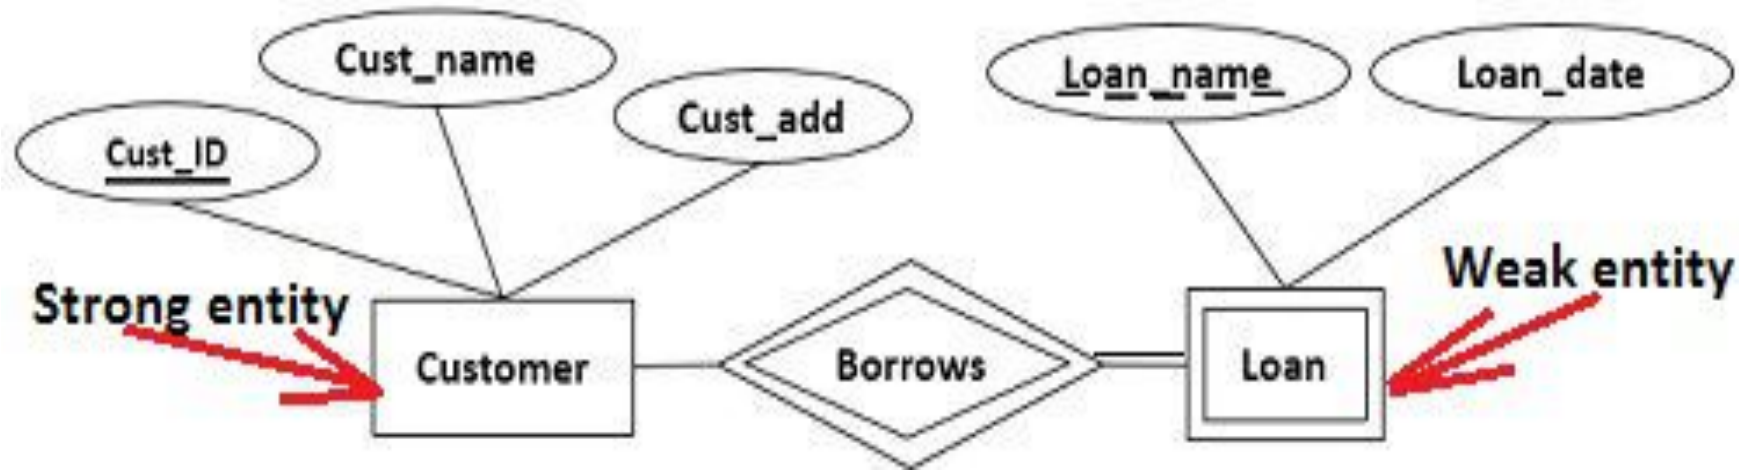 Cust_name
Loan_name
Loan_date
Cust_add
Cust_ID
Strong entity
Weak entity
Customer
Borrows
Loan